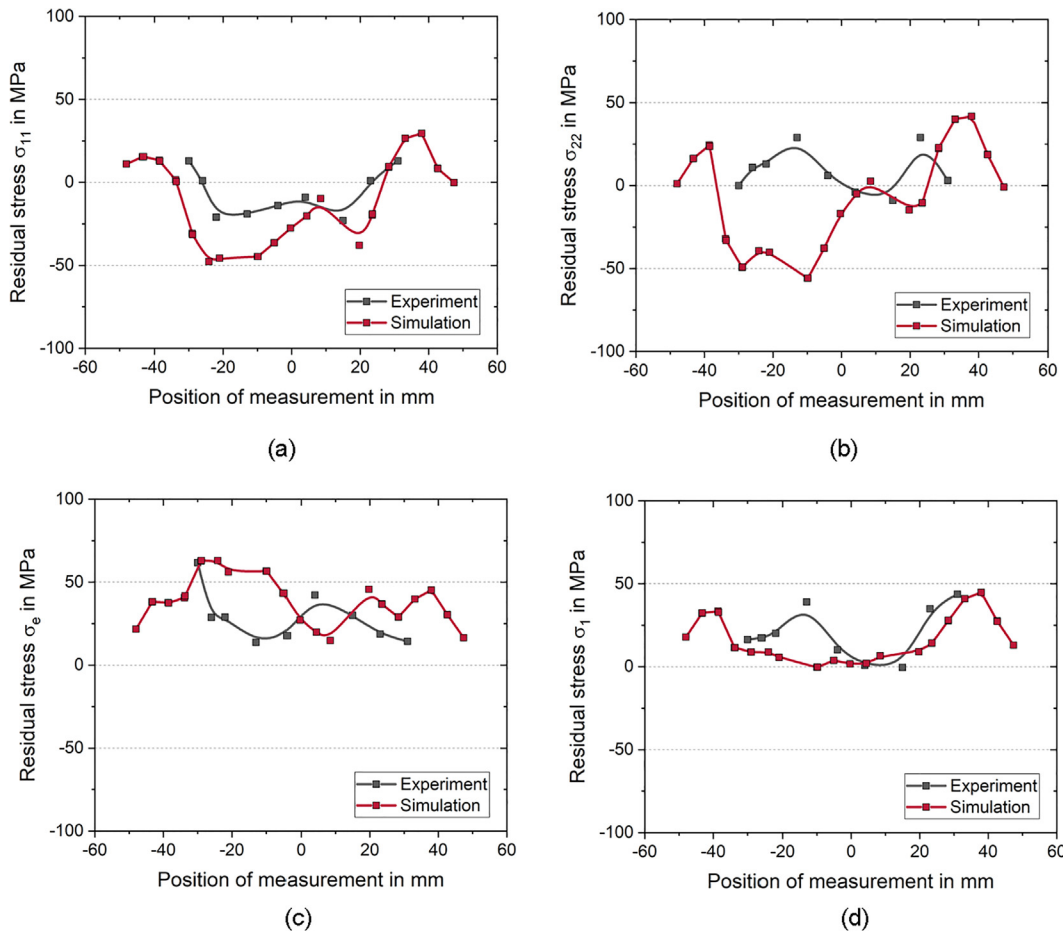 100
50
0
-50
-100
-60 -40 -20 0 20 40 60
Residual stress σ11 in MPa
Position of measurement in mm
Experiment
Simulation
(a)
100
50
0
-50
-100
-60 -40 -20 0 20 40 60
Residual stress σ22 in MPa
Position of measurement in mm
Experiment
Simulation
(b)
100
50
0
-50
-100
-60 -40 -20 0 20 40 60
Residual stress σe in MPa
Position of measurement in mm
Experiment
Simulation
(c)
100
50
0
-50
-100
-60 -40 -20 0 20 40 60
Residual stress σ1 in MPa
Position of measurement in mm
Experiment
Simulation
(d)